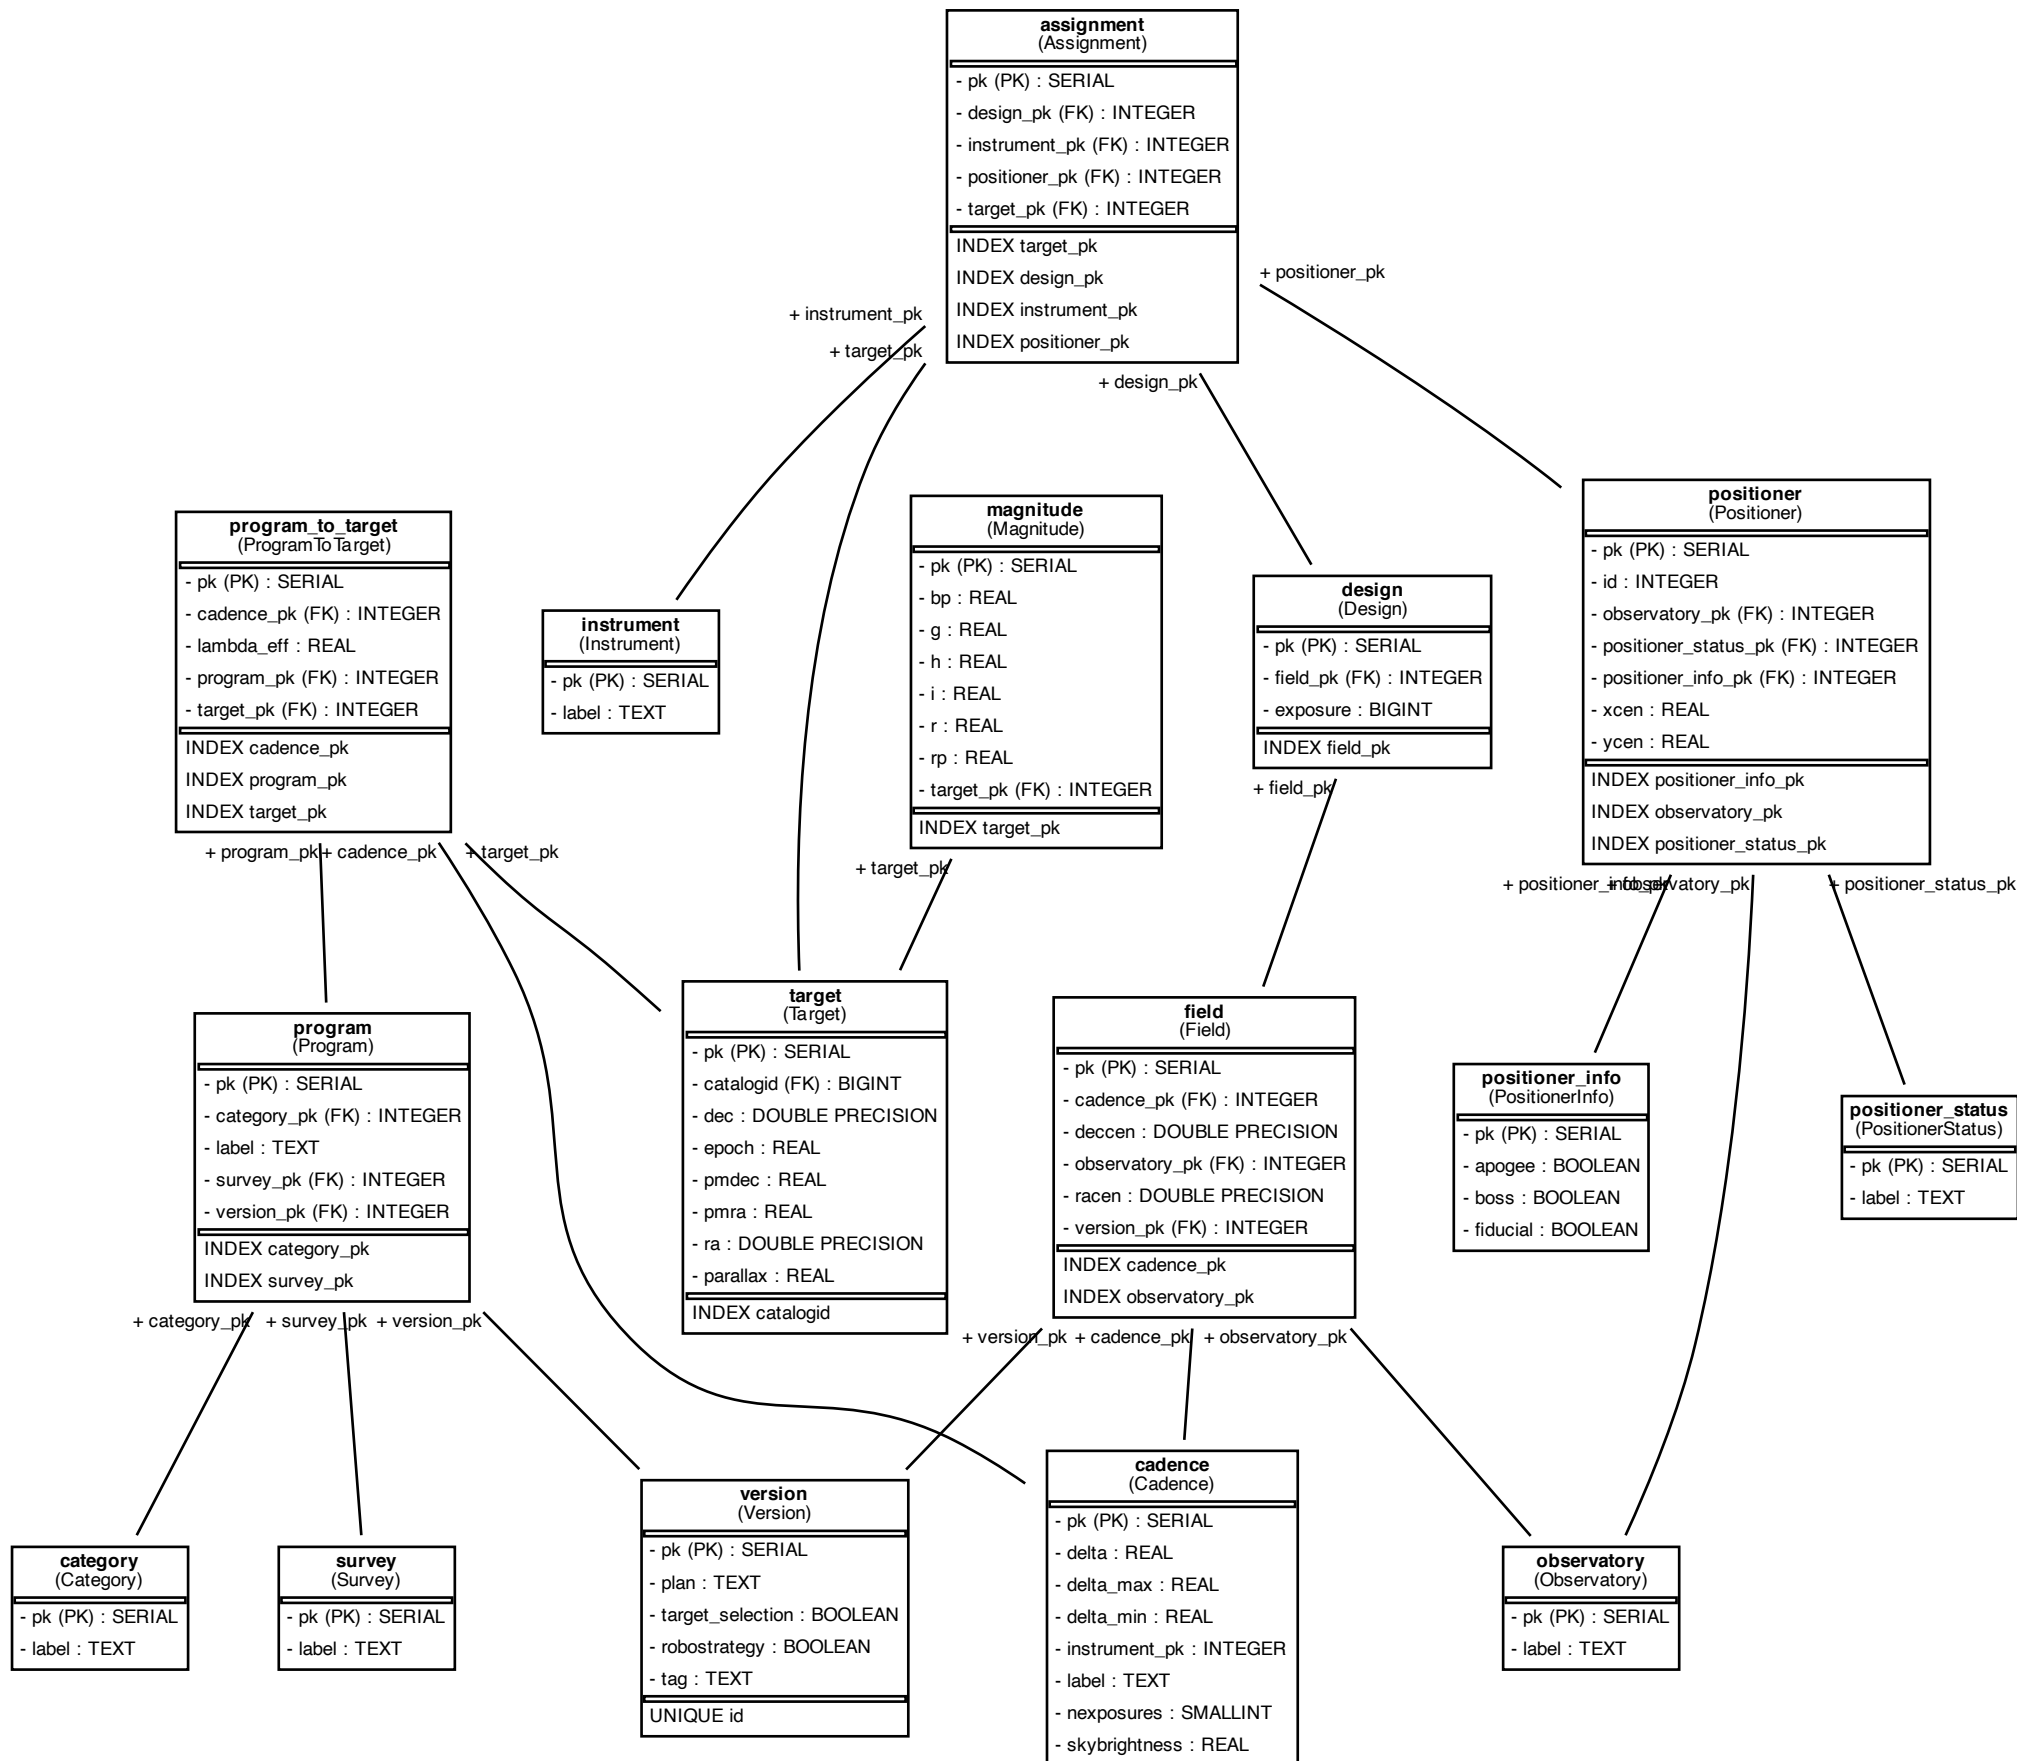 assignment
(Assignment)
- pk (PK) : SERIAL
- design_pk (FK) : INTEGER
- instrument_pk (FK) : INTEGER
- positioner_pk (FK) : INTEGER
- target_pk (FK) : INTEGER
INDEX target_pk
INDEX design_pk
INDEX instrument_pk
INDEX positioner_pk
+ positioner_pk
+ instrument_pk
+ target_pk
+ design_pk
program_to_target
(ProgramToTarget)
- pk (PK) : SERIAL
- cadence_pk (FK) : INTEGER
- lambda_eff : REAL
- program_pk (FK) : INTEGER
- target_pk (FK) : INTEGER
INDEX cadence_pk
INDEX program_pk
INDEX target_pk
+ program_pk
+ cadence_pk
+ target_pk
instrument
(Instrument)
- pk (PK) : SERIAL
- label : TEXT
magnitude
(Magnitude)
- pk (PK) : SERIAL
- bp : REAL
- g : REAL
- h : REAL
- i : REAL
- r : REAL
- rp : REAL
- target_pk (FK) : INTEGER
INDEX target_pk
+ target_pk
design
(Design)
- pk (PK) : SERIAL
- field_pk (FK) : INTEGER
- exposure : BIGINT
INDEX field_pk
+ field_pk
positioner
(Positioner)
- pk (PK) : SERIAL
- id : INTEGER
- observatory_pk (FK) : INTEGER
- positioner_status_pk (FK) : INTEGER
- positioner_info_pk (FK) : INTEGER
- xcen : REAL
- ycen : REAL
INDEX positioner_info_pk
INDEX observatory_pk
INDEX positioner_status_pk
+ positioner_info_pk
+ observatory_pk
+ positioner_status_pk
program
(Program)
- pk (PK) : SERIAL
- category_pk (FK) : INTEGER
- label : TEXT
- survey_pk (FK) : INTEGER
- version_pk (FK) : INTEGER
INDEX category_pk
INDEX survey_pk
+ category_pk
+ survey_pk
+ version_pk
target
(Target)
- pk (PK) : SERIAL
- catalogid (FK) : BIGINT
- dec : DOUBLE PRECISION
- epoch : REAL
- pmdec : REAL
- pmra : REAL
- ra : DOUBLE PRECISION
- parallax : REAL
INDEX catalogid
field
(Field)
- pk (PK) : SERIAL
- cadence_pk (FK) : INTEGER
- deccen : DOUBLE PRECISION
- observatory_pk (FK) : INTEGER
- racen : DOUBLE PRECISION
- version_pk (FK) : INTEGER
INDEX cadence_pk
INDEX observatory_pk
+ version_pk
+ cadence_pk
+ observatory_pk
positioner_info
(PositionerInfo)
- pk (PK) : SERIAL
- apogee : BOOLEAN
- boss : BOOLEAN
- fiducial : BOOLEAN
positioner_status
(PositionerStatus)
- pk (PK) : SERIAL
- label : TEXT
category
(Category)
- pk (PK) : SERIAL
- label : TEXT
survey
(Survey)
- pk (PK) : SERIAL
- label : TEXT
version
(Version)
- pk (PK) : SERIAL
- plan : TEXT
- target_selection : BOOLEAN
- robostrategy : BOOLEAN
- tag : TEXT
UNIQUE id
cadence
(Cadence)
- pk (PK) : SERIAL
- delta : REAL
- delta_max : REAL
- delta_min : REAL
- instrument_pk : INTEGER
- label : TEXT
- nexposures : SMALLINT
- skybrightness : REAL
observatory
(Observatory)
- pk (PK) : SERIAL
- label : TEXT